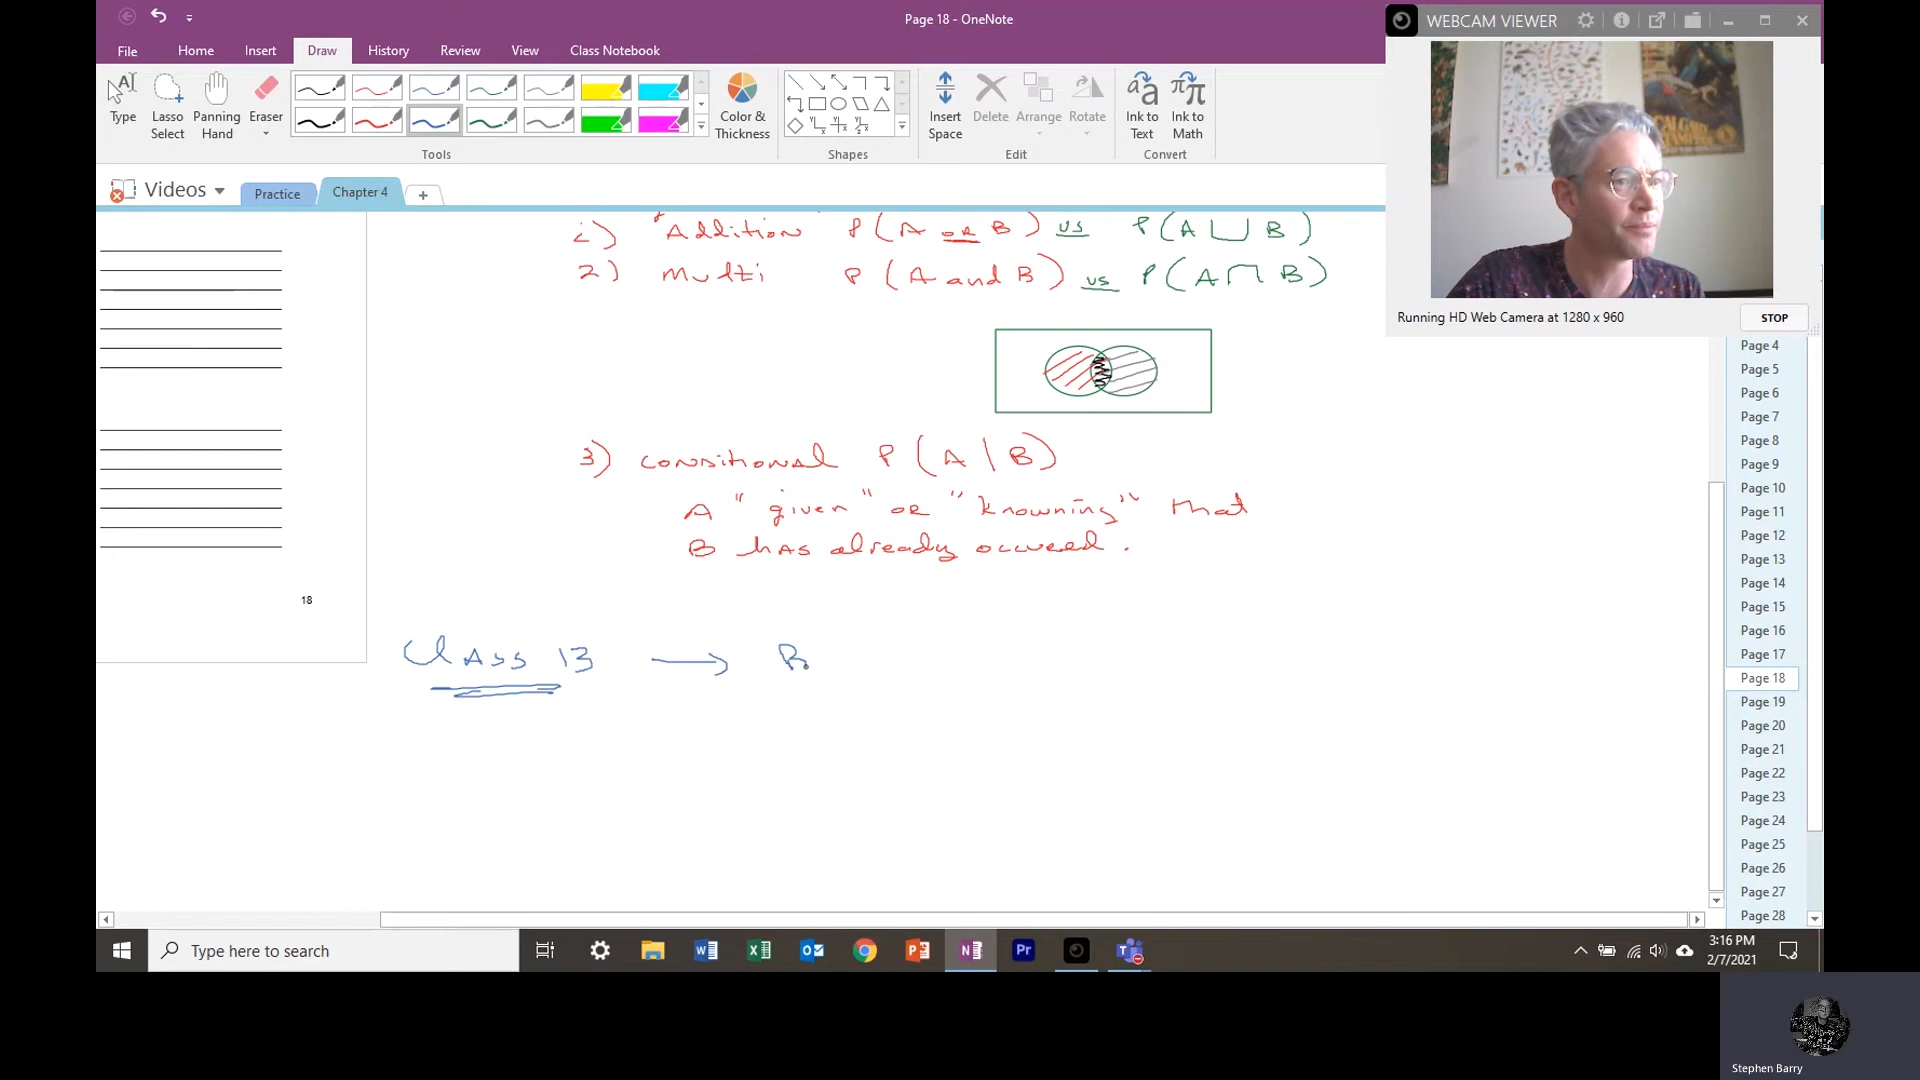 Page 18 - OneNote
WEBCAM VIEWER
File Home Insert Draw History Review View Class Notebook
Type
Lasso Select
Panning Hand
Eraser
Color & Thickness
Insert Space
Delete
Arrange
Rotate
Ink to Text
Ink to Math
Tools Shapes Edit Convert
CALGARY
STAMPEDE
Videos Practice Chapter 4 +
Running HD Web Camera at 1280 x 960 STOP
i) "Addition" P(A OR B) vs P(A U B)
2) Multi P(A and B) vs P(A ∩ B)
3) conditional P(A | B)
A "given" or "knowning" that
B has already occured.
18
Class 13 → B
Page 4
Page 5
Page 6
Page 7
Page 8
Page 9
Page 10
Page 11
Page 12
Page 13
Page 14
Page 15
Page 16
Page 17
Page 18
Page 19
Page 20
Page 21
Page 22
Page 23
Page 24
Page 25
Page 26
Page 27
Page 28
Type here to search
3:16 PM
2/7/2021
Stephen Barry